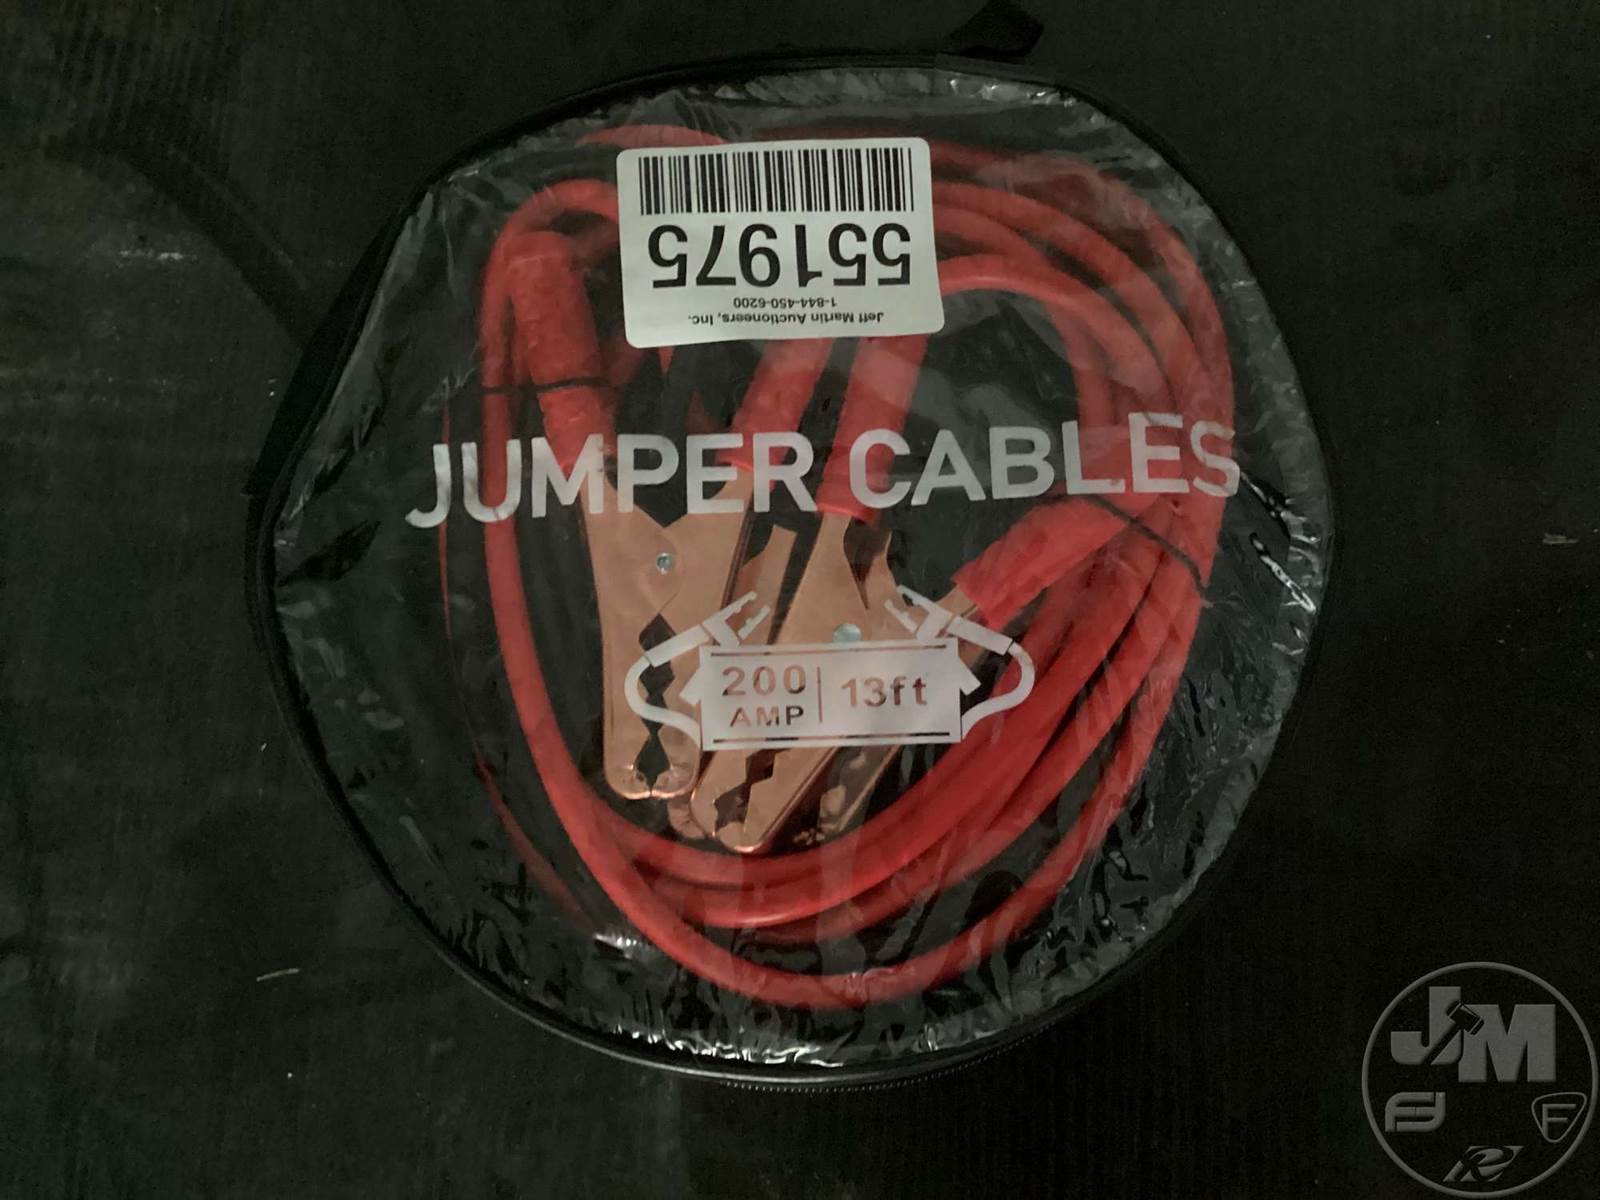 551975
1-844-450-6200
Jeff Martin Auctioneers, Inc.
JUMPER CABLES
200 AMP
13ft
JM
F